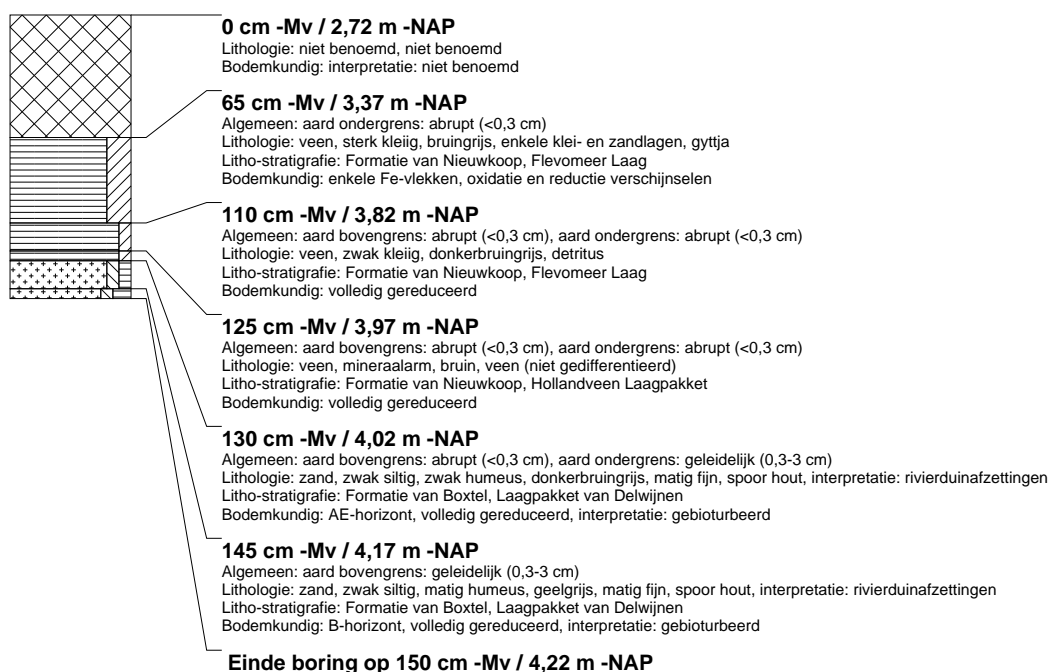 0 cm -Mv / 2,72 m -NAP
Lithologie: niet benoemd, niet benoemd
Bodemkundig: interpretatie: niet benoemd
65 cm -Mv / 3,37 m -NAP
Algemeen: aard ondergrens: abrupt (<0,3 cm)
Lithologie: veen, sterk kleiig, bruingrijs, enkele klei- en zandlagen, gyttja
Litho-stratigrafie: Formatie van Nieuwkoop, Flevomeer Laag
Bodemkundig: enkele Fe-vlekken, oxidatie en reductie verschijnselen
110 cm -Mv / 3,82 m -NAP
Algemeen: aard bovengrens: abrupt (<0,3 cm), aard ondergrens: abrupt (<0,3 cm)
Lithologie: veen, zwak kleiig, donkerbruingrijs, detritus
Litho-stratigrafie: Formatie van Nieuwkoop, Flevomeer Laag
Bodemkundig: volledig gereduceerd
125 cm -Mv / 3,97 m -NAP
Algemeen: aard bovengrens: abrupt (<0,3 cm), aard ondergrens: abrupt (<0,3 cm)
Lithologie: veen, mineraalarm, bruin, veen (niet gedifferentieerd)
Litho-stratigrafie: Formatie van Nieuwkoop, Hollandveen Laagpakket
Bodemkundig: volledig gereduceerd
130 cm -Mv / 4,02 m -NAP
Algemeen: aard bovengrens: abrupt (<0,3 cm), aard ondergrens: geleidelijk (0,3-3 cm)
Lithologie: zand, zwak siltig, zwak humeus, donkerbruingrijs, matig fijn, spoor hout, interpretatie: rivierduinafzettingen
Litho-stratigrafie: Formatie van Boxtel, Laagpakket van Delwijnen
Bodemkundig: AE-horizont, volledig gereduceerd, interpretatie: gebioturbeerd
145 cm -Mv / 4,17 m -NAP
Algemeen: aard bovengrens: geleidelijk (0,3-3 cm)
Lithologie: zand, zwak siltig, matig humeus, geelgrijs, matig fijn, spoor hout, interpretatie: rivierduinafzettingen
Litho-stratigrafie: Formatie van Boxtel, Laagpakket van Delwijnen
Bodemkundig: B-horizont, volledig gereduceerd, interpretatie: gebioturbeerd
Einde boring op 150 cm -Mv / 4,22 m -NAP